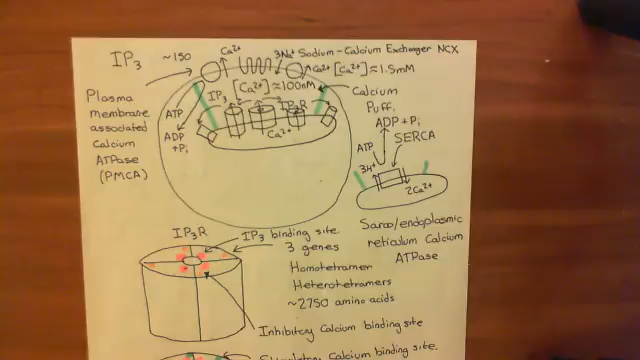 IP3
~150
Ca2+
3Na+ Sodium-Calcium Exchanger NCX
Ca2+ [Ca2+]≈1.5mM
Plasma
membrane
associated
Calcium
ATPase
(PMCA)
IP3 [Ca2+]≈100nM
IP3R
Calcium
Puff.
ATP
ADP
+Pi
Ca2+
ADP+Pi
SERCA
ATP
3H+
2Ca2+
Sarco/endoplasmic
reticulum Calcium
ATPase
IP3R
IP3 binding site
3 genes
Homotetramer
Heterotetramers
~2750 amino acids
Inhibitory Calcium binding site
Stimulatory Calcium binding site.